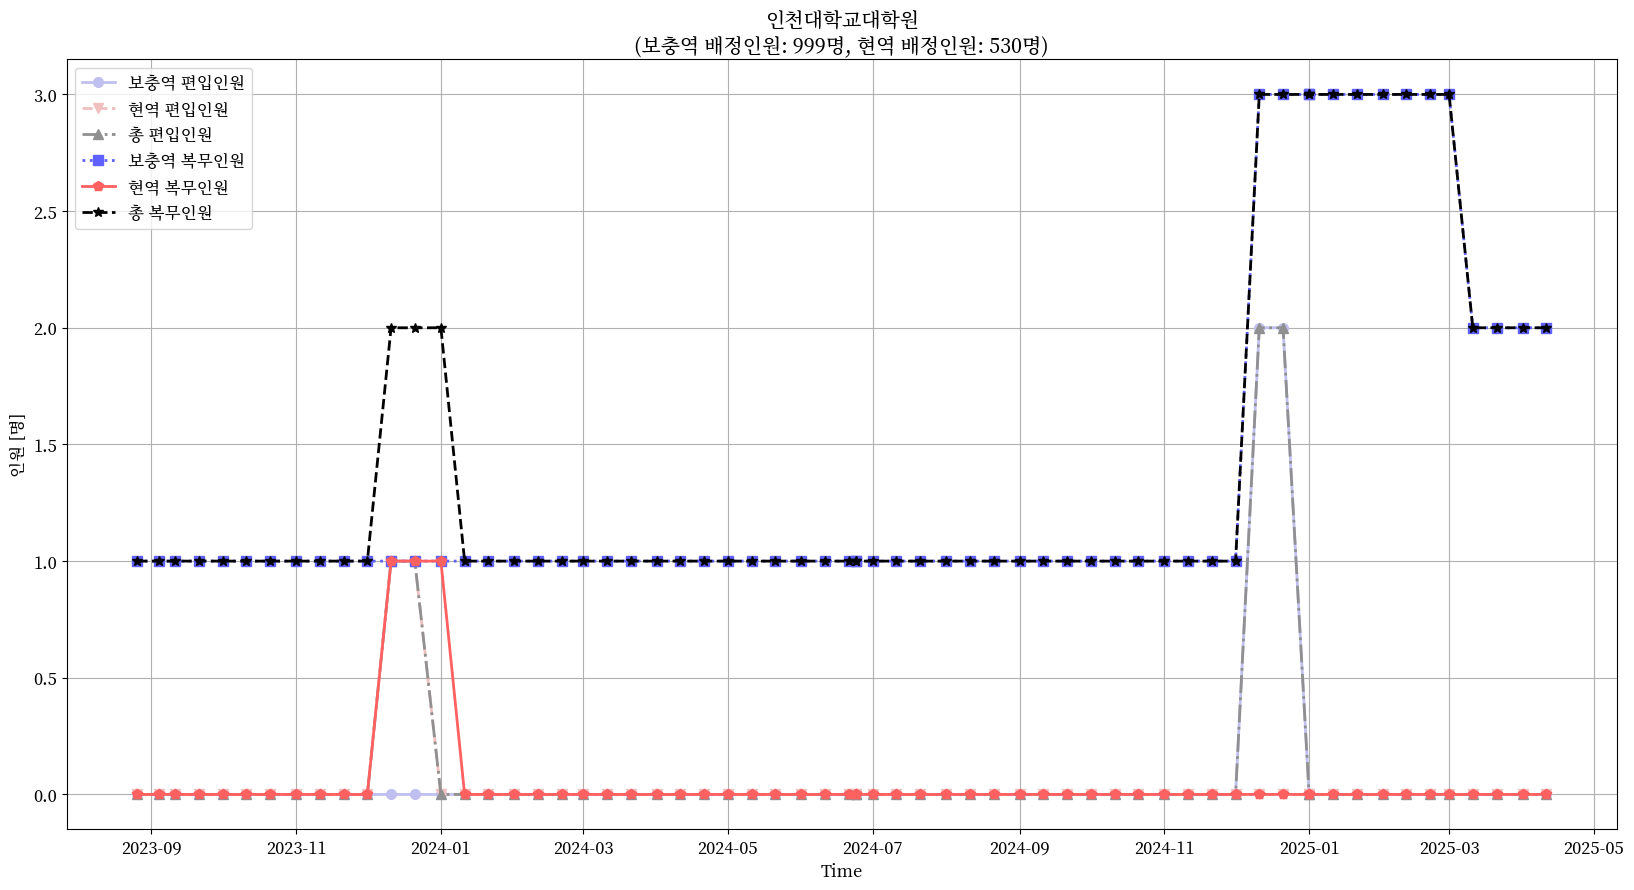 인천대학교대학원
(보충역 배정인원: 999명, 현역 배정인원: 530명)
보충역 편입인원
현역 편입인원
총 편입인원
보충역 복무인원
현역 복무인원
총 복무인원
인원 [명]
3.0
2.5
2.0
1.5
1.0
0.5
0.0
2023-09 2023-11 2024-01 2024-03 2024-05 2024-07 2024-09 2024-11 2025-01 2025-03 2025-05
Time